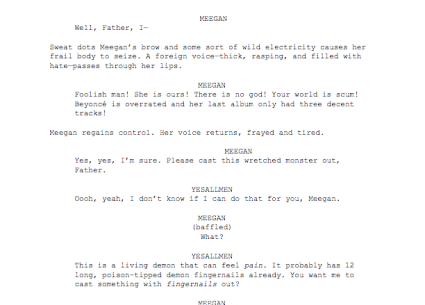 MEEGAN
Well, Father, I—
Sweat dots Meegan's brow and some sort of wild electricity causes her
frail body to seize. A foreign voice—thick, rasping, and filled with
hate—passes through her lips.
MEEGAN
Foolish man! She is ours! There is no god! Your world is scum!
Beyoncé is overrated and her last album only had three decent
tracks!
Meegan regains control. Her voice returns, frayed and tired.
MEEGAN
Yes, yes, I'm sure. Please cast this wretched monster out,
Father.
YESALLMEN
Oooh, yeah, I don't know if I can do that for you, Meegan.
MEEGAN
(baffled)
What?
YESALLMEN
This is a living demon that can feel pain. It probably has 12
long, poison-tipped demon fingernails already. You want me to
cast something with fingernails out?
MEEGAN